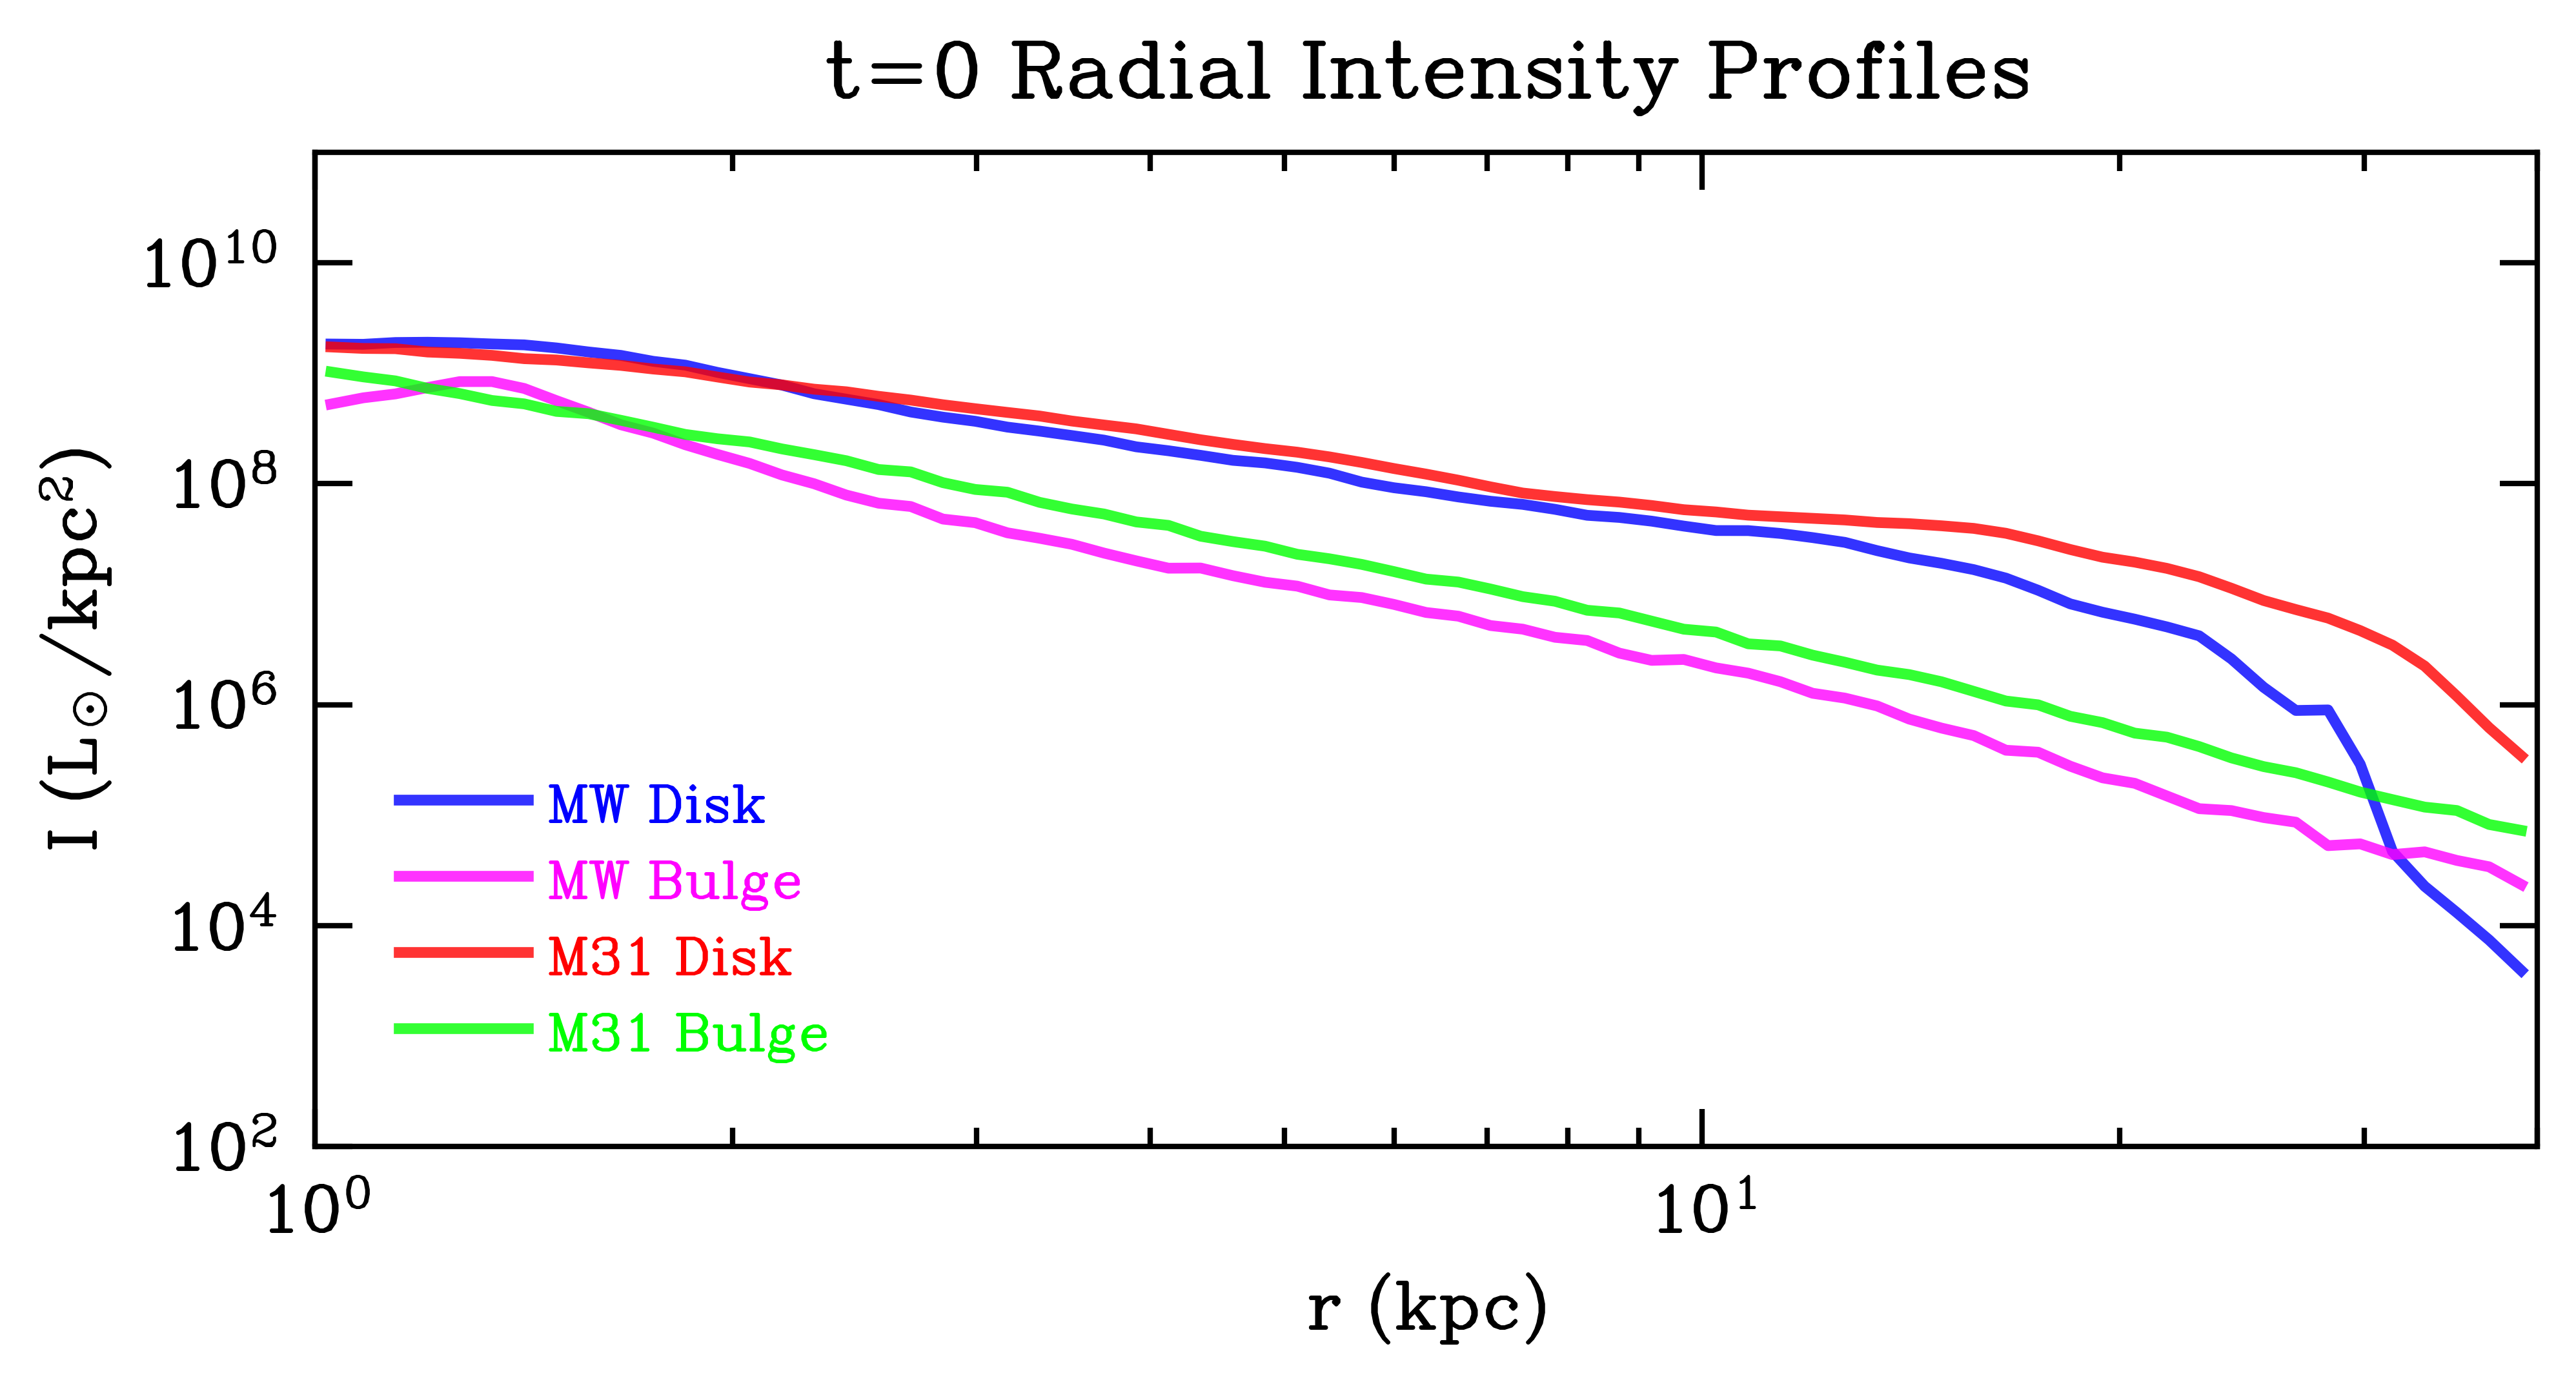 t=0 Radial Intensity Profiles
I (L⊙/kpc²)
10¹⁰
10⁸
10⁶
10⁴
10²
MW Disk
MW Bulge
M31 Disk
M31 Bulge
10⁰ 10¹
r (kpc)